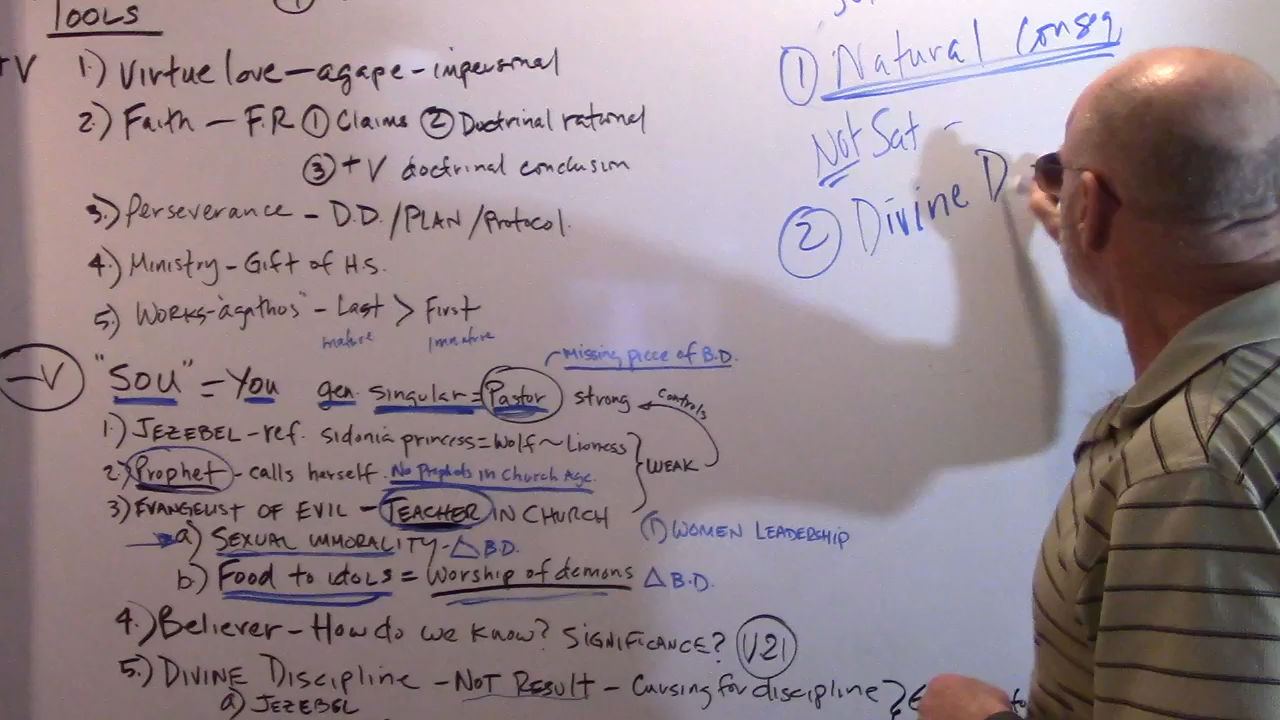 TOOLS
+V 1.) Virtue love — agape - impersonal
2.) Faith — F.R ① Claims ② Doctrinal rational
③ + V doctrinal conclusion
3.) Perseverance — D.D. / PLAN / Protocol.
4.) Ministry — Gift of H.S.
5.) Works - "agathos" - Last > First
mature immature
Missing piece of B.D.
-V "SOU" = You gen. singular = Pastor strong
controls
1.) JEZEBEL - ref. Sidonia princess = Wolf ~ Lioness
2.) Prophet - calls herself. No Prophets in Church Age.
WEAK
3) EVANGELIST OF EVIL - TEACHER IN CHURCH
a) SEXUAL IMMORALITY - △ B.D.
① WOMEN LEADERSHIP
b.) Food to idols = Worship of demons △ B.D.
4.) Believer - How do we know? SIGNIFICANCE? V21
5.) DIVINE DISCIPLINE - NOT RESULT - Cursing for discipline
a) JEZEBEL
① Natural Conseq
Not Sat -
② Divine D